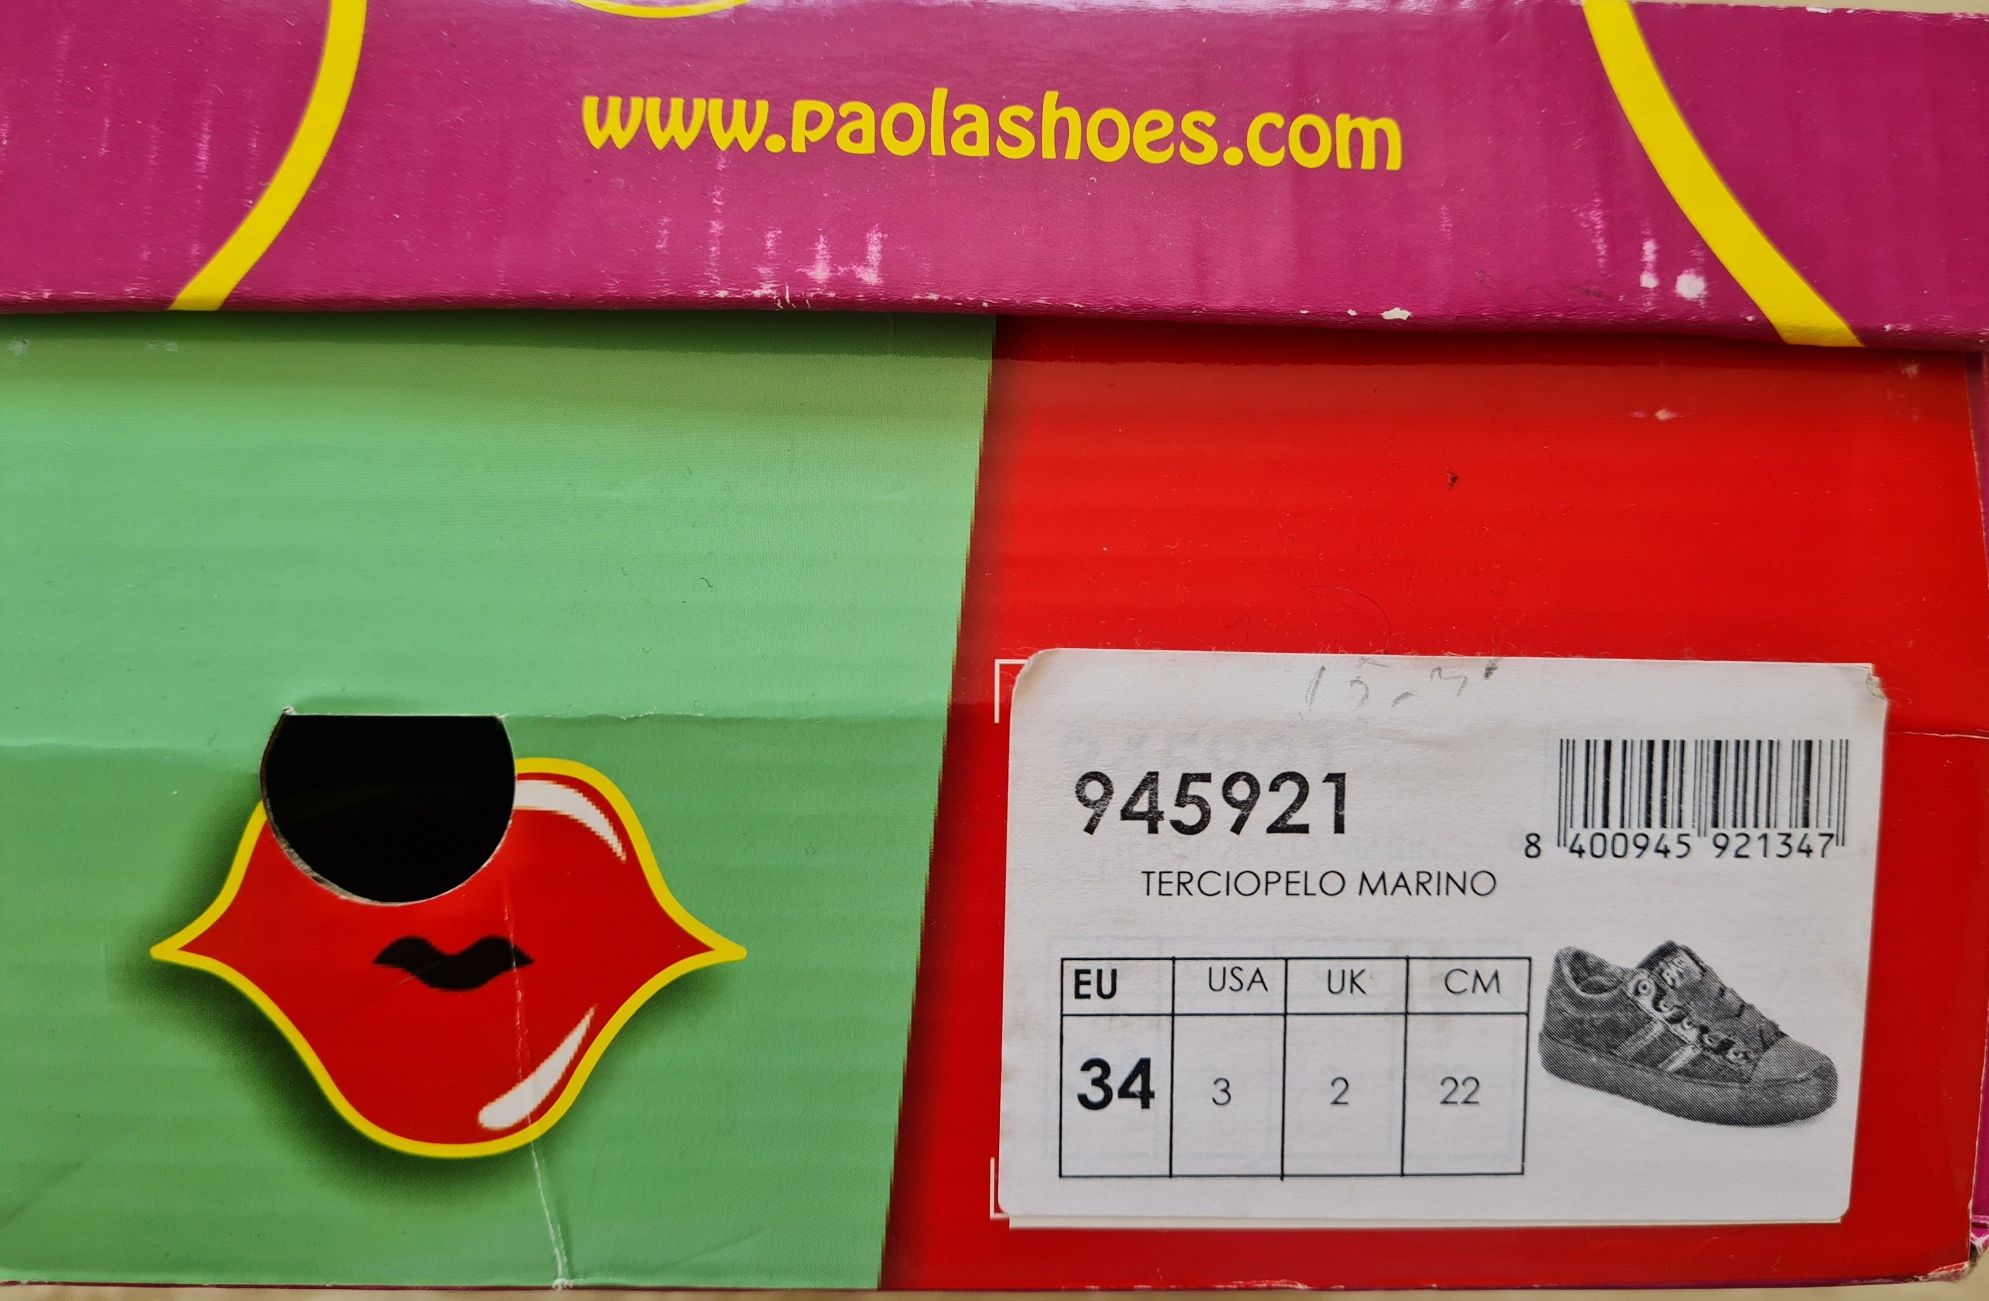 www.paolashoes.com
945921
TERCIOPELO MARINO
8 400945 921347
EU USA UK CM
34 3 2 22